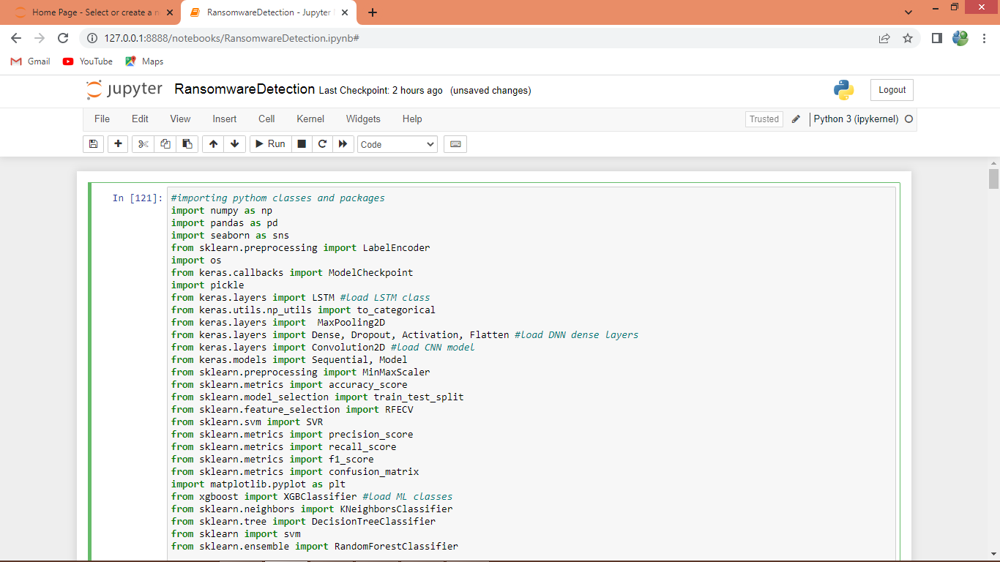 Home Page - Select or create a n
RansomwareDetection - Jupyter
127.0.0.1:8888/notebooks/RansomwareDetection.ipynb#
Gmail YouTube Maps
jupyter RansomwareDetection Last Checkpoint: 2 hours ago (unsaved changes) Logout
File Edit View Insert Cell Kernel Widgets Help Trusted Python 3 (ipykernel)
Run Code
In [121]: #importing pythom classes and packages
import numpy as np
import pandas as pd
import seaborn as sns
from sklearn.preprocessing import LabelEncoder
import os
from keras.callbacks import ModelCheckpoint
import pickle
from keras.layers import LSTM #load LSTM class
from keras.utils.np_utils import to_categorical
from keras.layers import  MaxPooling2D
from keras.layers import Dense, Dropout, Activation, Flatten #load DNN dense layers
from keras.layers import Convolution2D #load CNN model
from keras.models import Sequential, Model
from sklearn.preprocessing import MinMaxScaler
from sklearn.metrics import accuracy_score
from sklearn.model_selection import train_test_split
from sklearn.feature_selection import RFECV
from sklearn.svm import SVR
from sklearn.metrics import precision_score
from sklearn.metrics import recall_score
from sklearn.metrics import f1_score
from sklearn.metrics import confusion_matrix
import matplotlib.pyplot as plt
from xgboost import XGBClassifier #load ML classes
from sklearn.neighbors import KNeighborsClassifier
from sklearn.tree import DecisionTreeClassifier
from sklearn import svm
from sklearn.ensemble import RandomForestClassifier